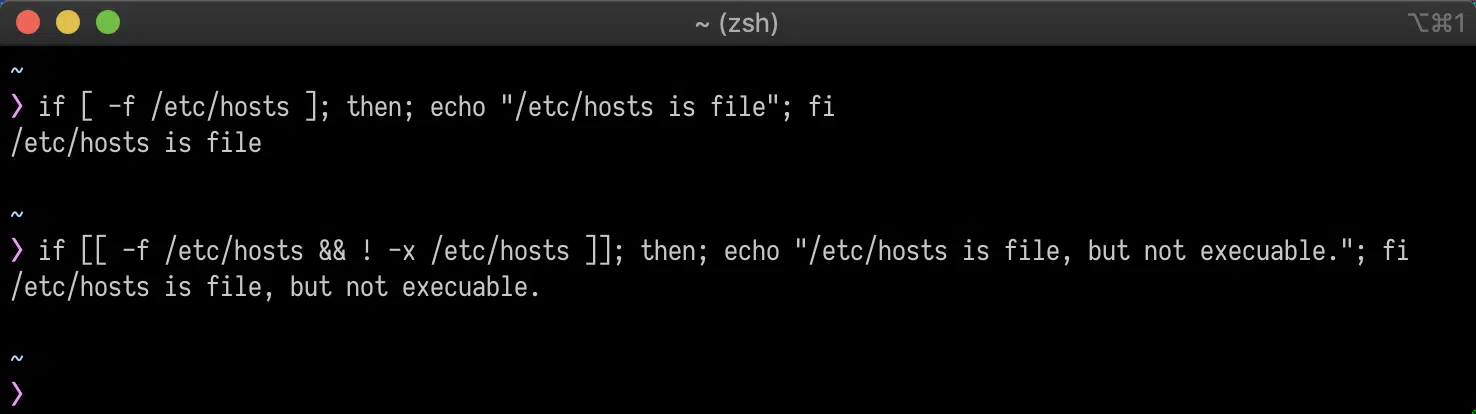 ~ (zsh)
⌥⌘1
~
❯ if [ -f /etc/hosts ]; then; echo "/etc/hosts is file"; fi
/etc/hosts is file
~
❯ if [[ -f /etc/hosts && ! -x /etc/hosts ]]; then; echo "/etc/hosts is file, but not execuable."; fi
/etc/hosts is file, but not execuable.
~
❯